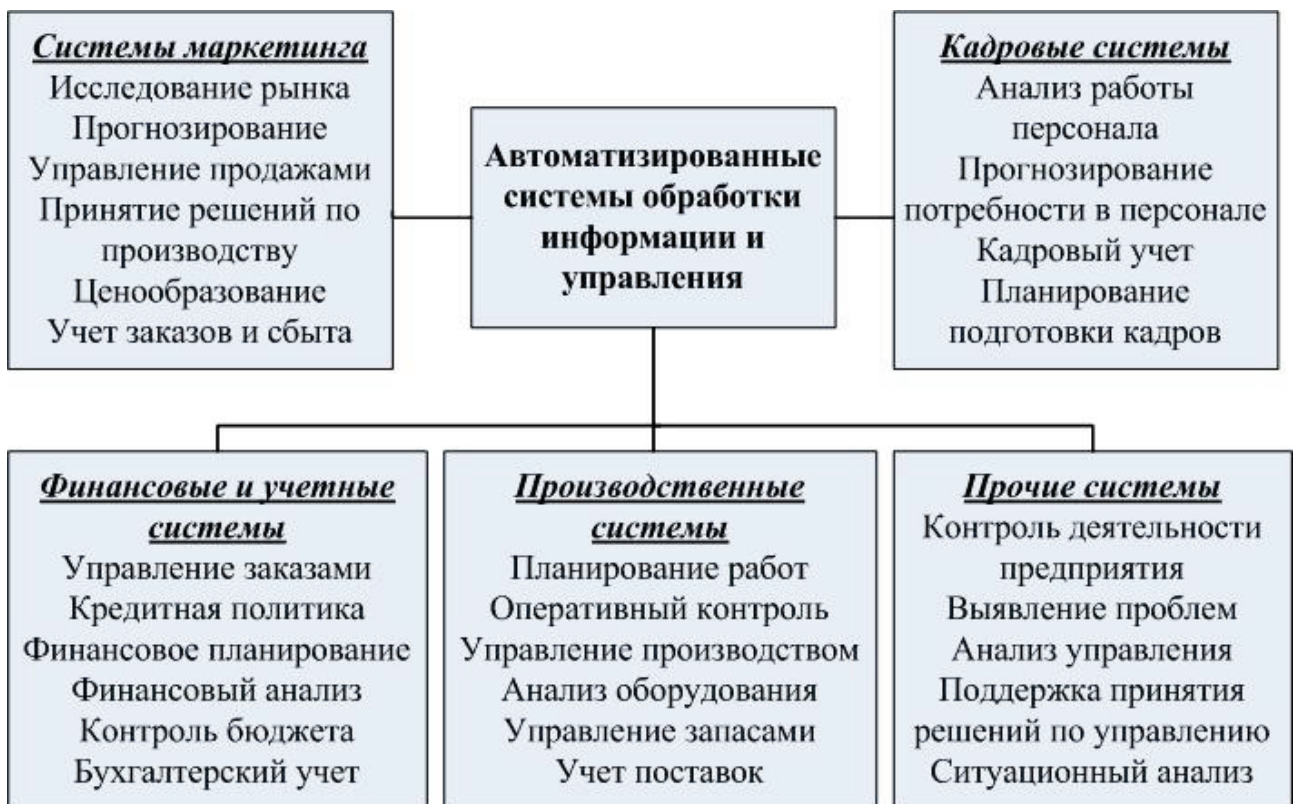 Системы маркетинга
Исследование рынка
Прогнозирование
Управление продажами
Принятие решений по
производству
Ценообразование
Учет заказов и сбыта
Автоматизированные
системы обработки
информации и
управления
Кадровые системы
Анализ работы
персонала
Прогнозирование
потребности в персонале
Кадровый учет
Планирование
подготовки кадров
Финансовые и учетные
системы
Управление заказами
Кредитная политика
Финансовое планирование
Финансовый анализ
Контроль бюджета
Бухгалтерский учет
Производственные
системы
Планирование работ
Оперативный контроль
Управление производством
Анализ оборудования
Управление запасами
Учет поставок
Прочие системы
Контроль деятельности
предприятия
Выявление проблем
Анализ управления
Поддержка принятия
решений по управлению
Ситуационный анализ